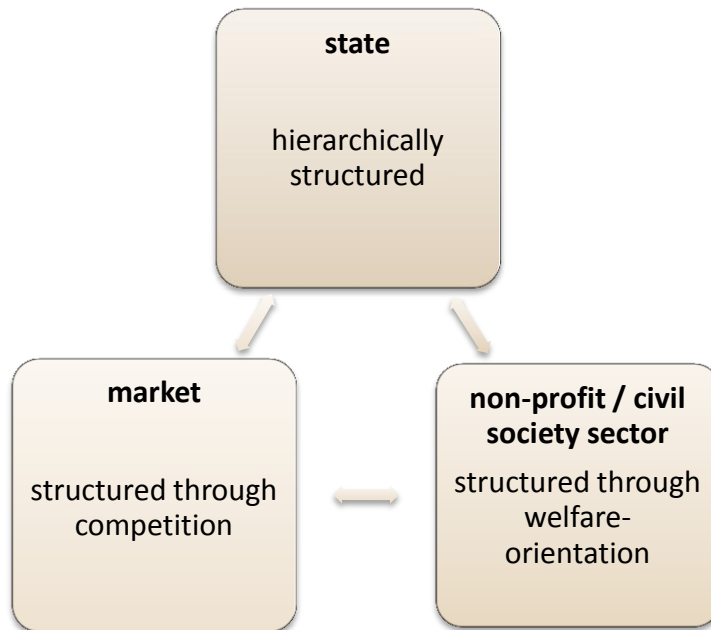 state
hierarchically
structured
market
structured through
competition
non-profit / civil
society sector
structured through
welfare-
orientation